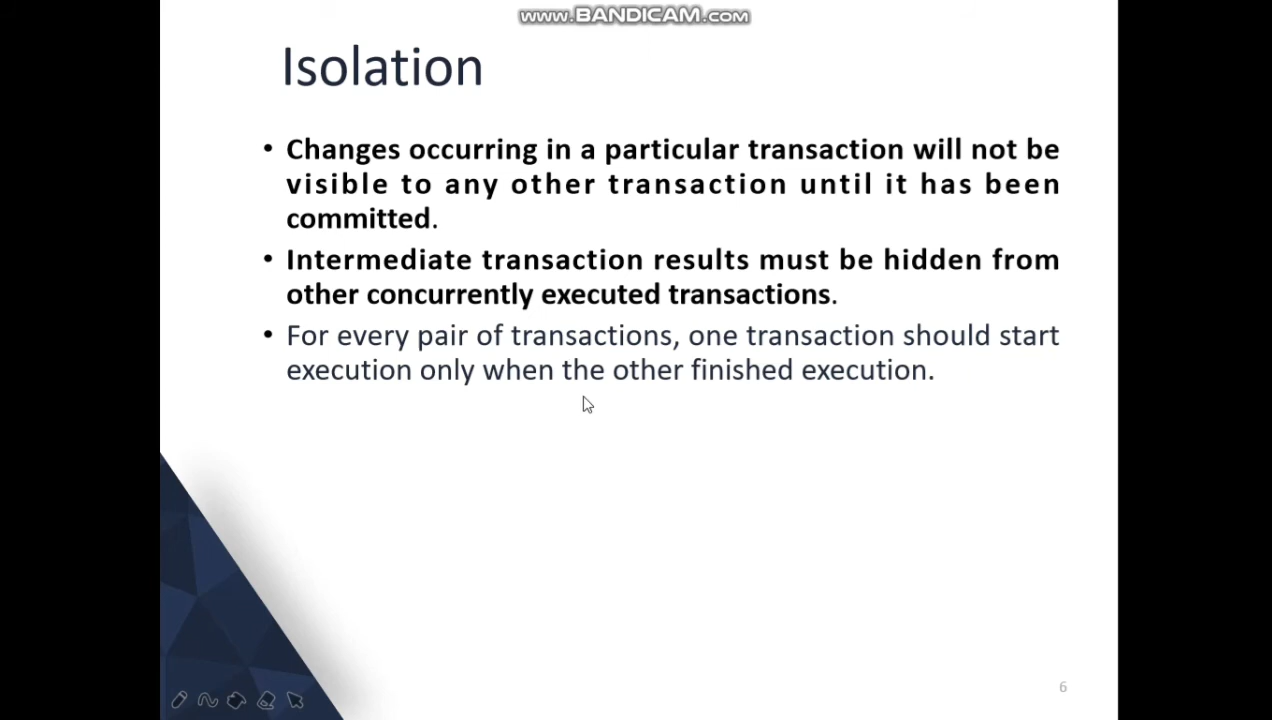 www.BANDICAM.com
Isolation
• Changes occurring in a particular transaction will not be
visible to any other transaction until it has been
committed.
• Intermediate transaction results must be hidden from
other concurrently executed transactions.
• For every pair of transactions, one transaction should start
execution only when the other finished execution.
6